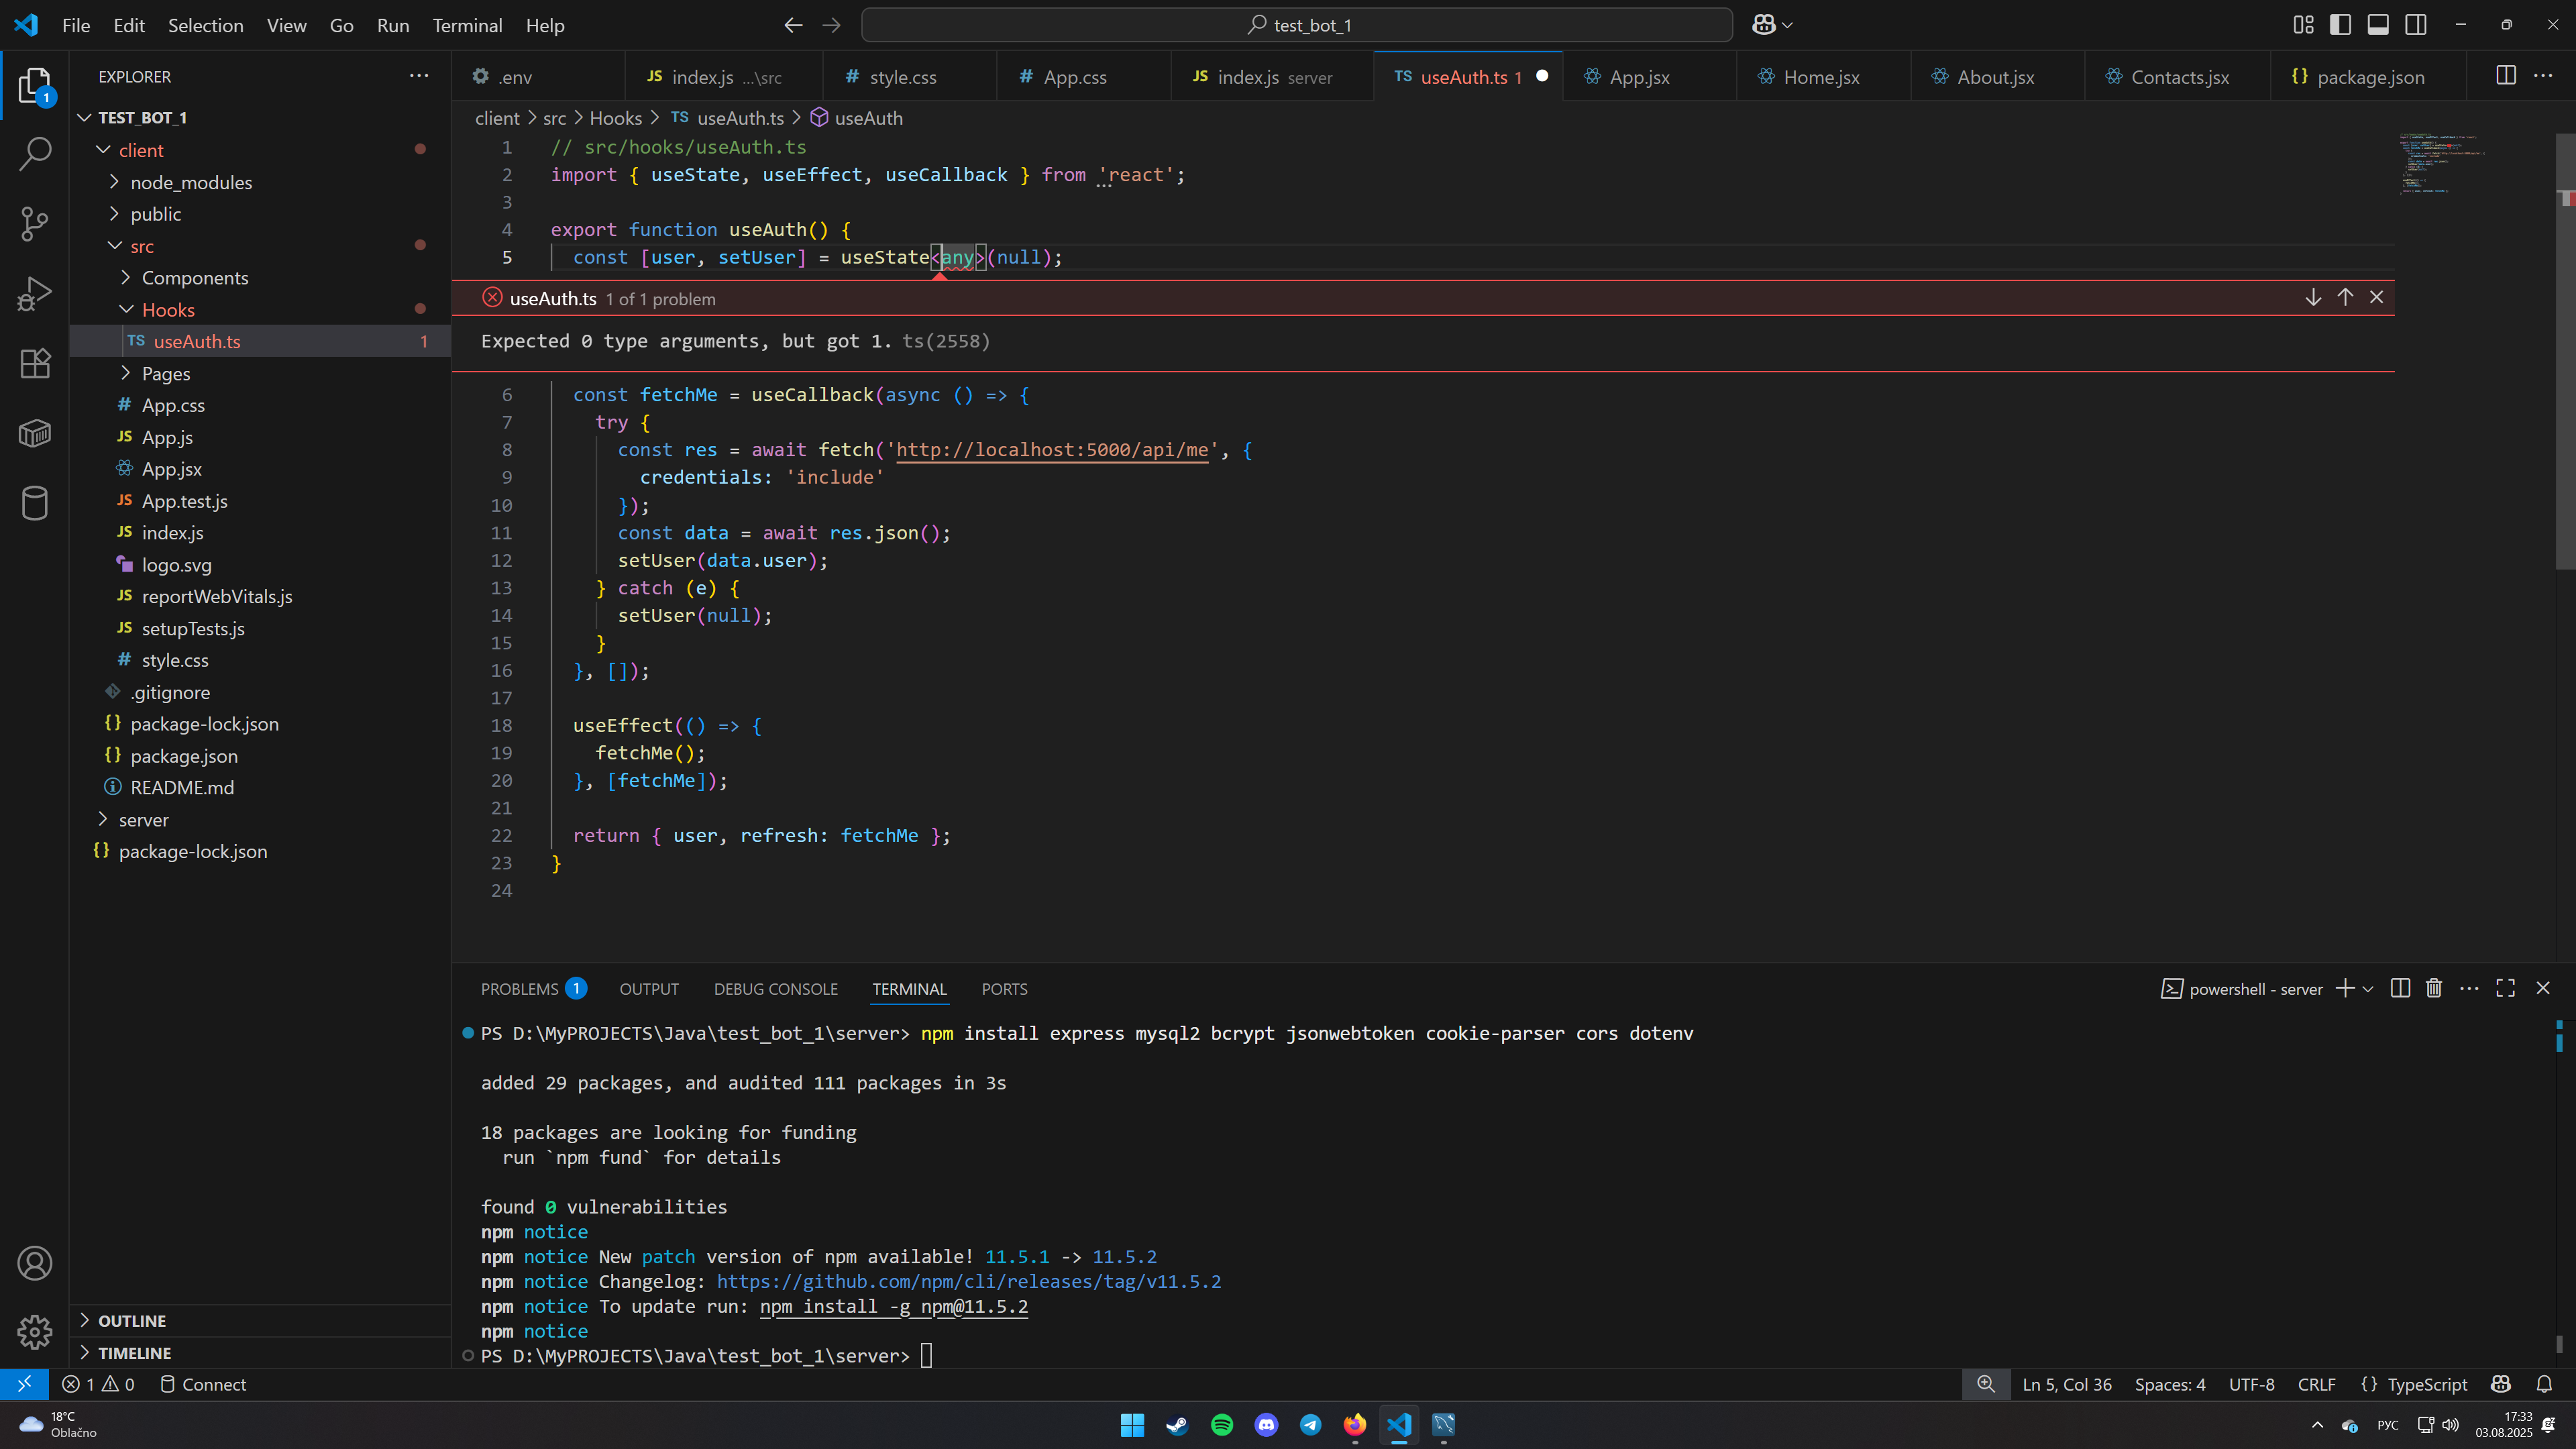 File Edit Selection View Go Run Terminal Help
test_bot_1
EXPLORER
.env
JS index.js ...\src
# style.css
# App.css
JS index.js server
TS useAuth.ts 1
App.jsx
Home.jsx
About.jsx
Contacts.jsx
{} package.json
1
TEST_BOT_1
client
node_modules
public
src
Components
Hooks
TS useAuth.ts 1
Pages
# App.css
JS App.js
App.jsx
JS App.test.js
JS index.js
logo.svg
JS reportWebVitals.js
JS setupTests.js
# style.css
.gitignore
{} package-lock.json
{} package.json
README.md
server
{} package-lock.json
OUTLINE
TIMELINE
client > src > Hooks > TS useAuth.ts > useAuth
1 // src/hooks/useAuth.ts
2 import { useState, useEffect, useCallback } from 'react';
3
4 export function useAuth() {
5 const [user, setUser] = useState<any>(null);
useAuth.ts 1 of 1 problem
Expected 0 type arguments, but got 1. ts(2558)
6 const fetchMe = useCallback(async () => {
7 try {
8 const res = await fetch('http://localhost:5000/api/me', {
9 credentials: 'include'
10 });
11 const data = await res.json();
12 setUser(data.user);
13 } catch (e) {
14 setUser(null);
15 }
16 }, []);
17
18 useEffect(() => {
19 fetchMe();
20 }, [fetchMe]);
21
22 return { user, refresh: fetchMe };
23 }
24
PROBLEMS 1 OUTPUT DEBUG CONSOLE TERMINAL PORTS
powershell - server
PS D:\MyPROJECTS\Java\test_bot_1\server> npm install express mysql2 bcrypt jsonwebtoken cookie-parser cors dotenv
added 29 packages, and audited 111 packages in 3s
18 packages are looking for funding
run `npm fund` for details
found 0 vulnerabilities
npm notice
npm notice New patch version of npm available! 11.5.1 -> 11.5.2
npm notice Changelog: https://github.com/npm/cli/releases/tag/v11.5.2
npm notice To update run: npm install -g npm@11.5.2
npm notice
PS D:\MyPROJECTS\Java\test_bot_1\server>
1 0 Connect
Ln 5, Col 36 Spaces: 4 UTF-8 CRLF {} TypeScript
18°C
Oblačno
РУС
17:33
03.08.2025